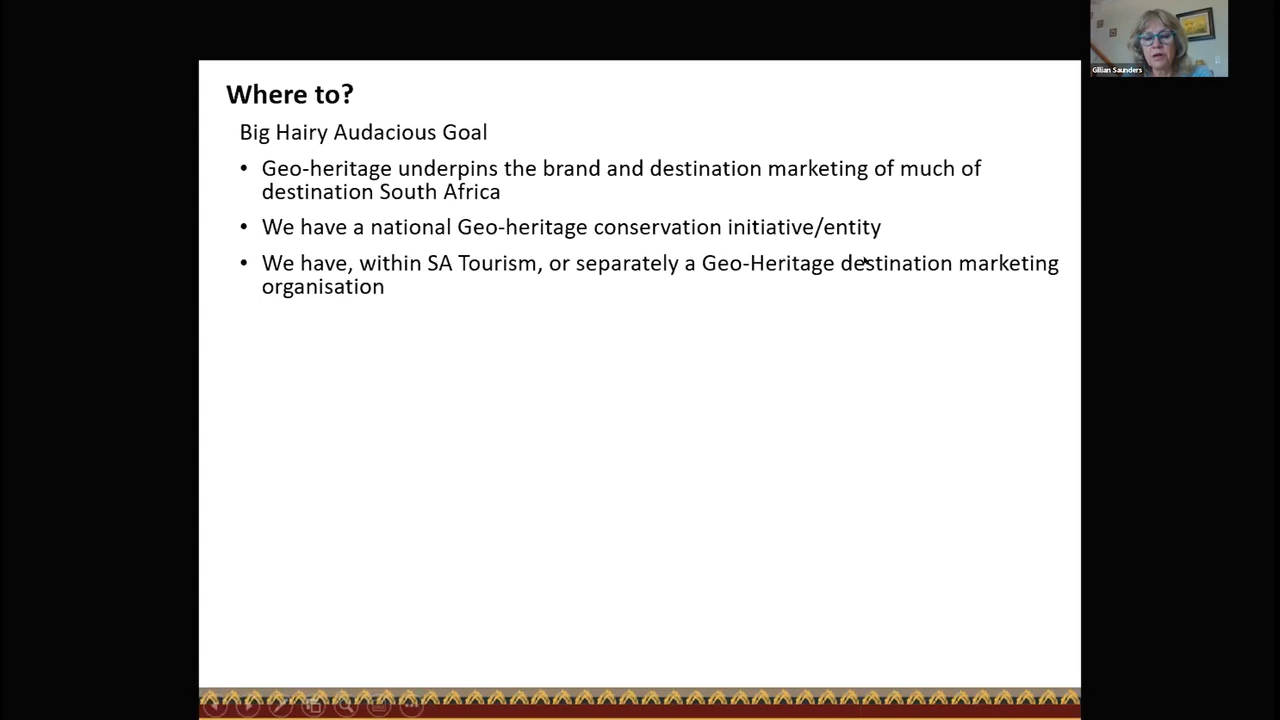 Gillian Saunders
Where to?
Big Hairy Audacious Goal
• Geo-heritage underpins the brand and destination marketing of much of
destination South Africa
• We have a national Geo-heritage conservation initiative/entity
• We have, within SA Tourism, or separately a Geo-Heritage destination marketing
organisation